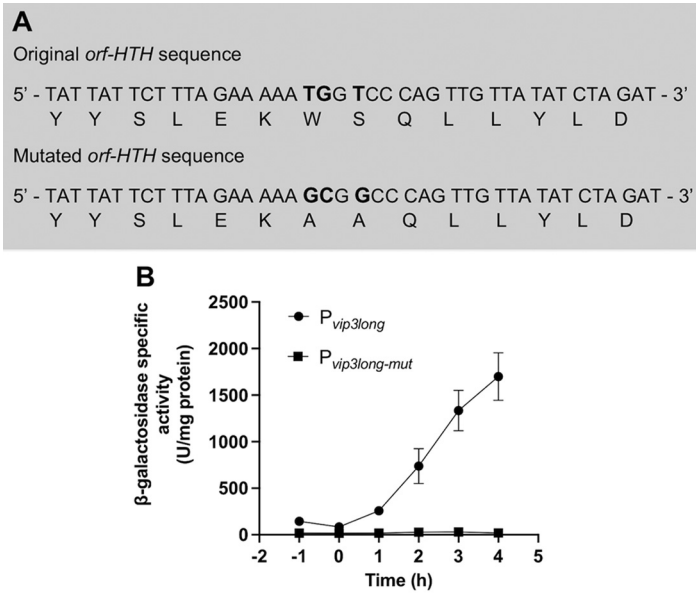 A
Original orf-HTH sequence
5' - TAT TAT TCT TTA GAA AAA TGG TCC CAG TTG TTA TAT CTA GAT - 3'
Y Y S L E K W S Q L L Y L D
Mutated orf-HTH sequence
5' - TAT TAT TCT TTA GAA AAA GCG GCC CAG TTG TTA TAT CTA GAT - 3'
Y Y S L E K A A Q L L Y L D
B
β-galactosidase specific
activity
(U/mg protein)
2500
2000
1500
1000
500
0
Pvip3long
Pvip3long-mut
-2 -1 0 1 2 3 4 5
Time (h)